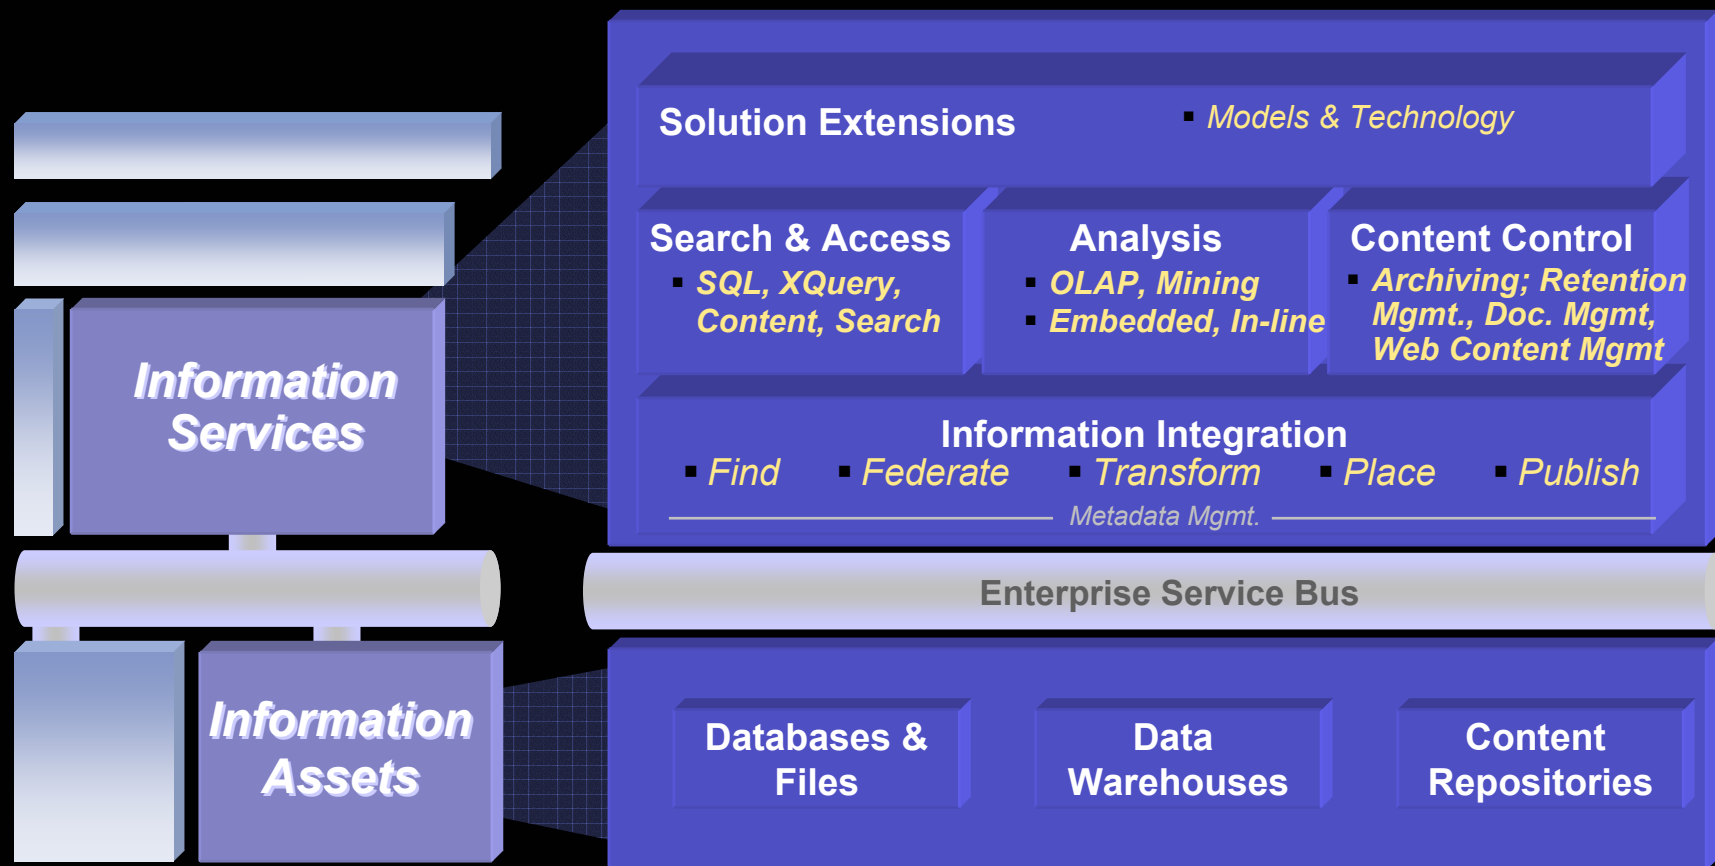 Solution Extensions
▪ Models & Technology
Search & Access
▪ SQL, XQuery,
Content, Search
Analysis
▪ OLAP, Mining
▪ Embedded, In-line
Content Control
▪ Archiving; Retention
Mgmt., Doc. Mgmt,
Web Content Mgmt
Information
Services
Information Integration
▪ Find ▪ Federate ▪ Transform ▪ Place ▪ Publish
Metadata Mgmt.
Enterprise Service Bus
Information
Assets
Databases &
Files
Data
Warehouses
Content
Repositories